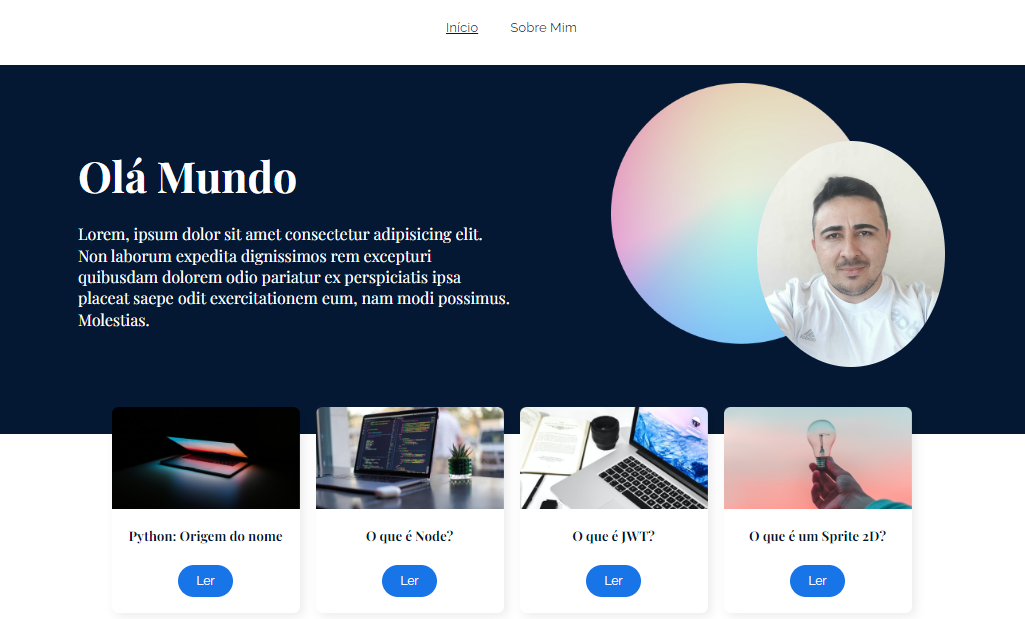 Início
Sobre Mim
Olá Mundo
Lorem, ipsum dolor sit amet consectetur adipisicing elit.
Non laborum expedita dignissimos rem excepturi
quibusdam dolorem odio pariatur ex perspiciatis ipsa
placeat saepe odit exercitationem eum, nam modi possimus.
Molestias.
Python: Origem do nome
Ler
O que é Node?
Ler
O que é JWT?
Ler
O que é um Sprite 2D?
Ler